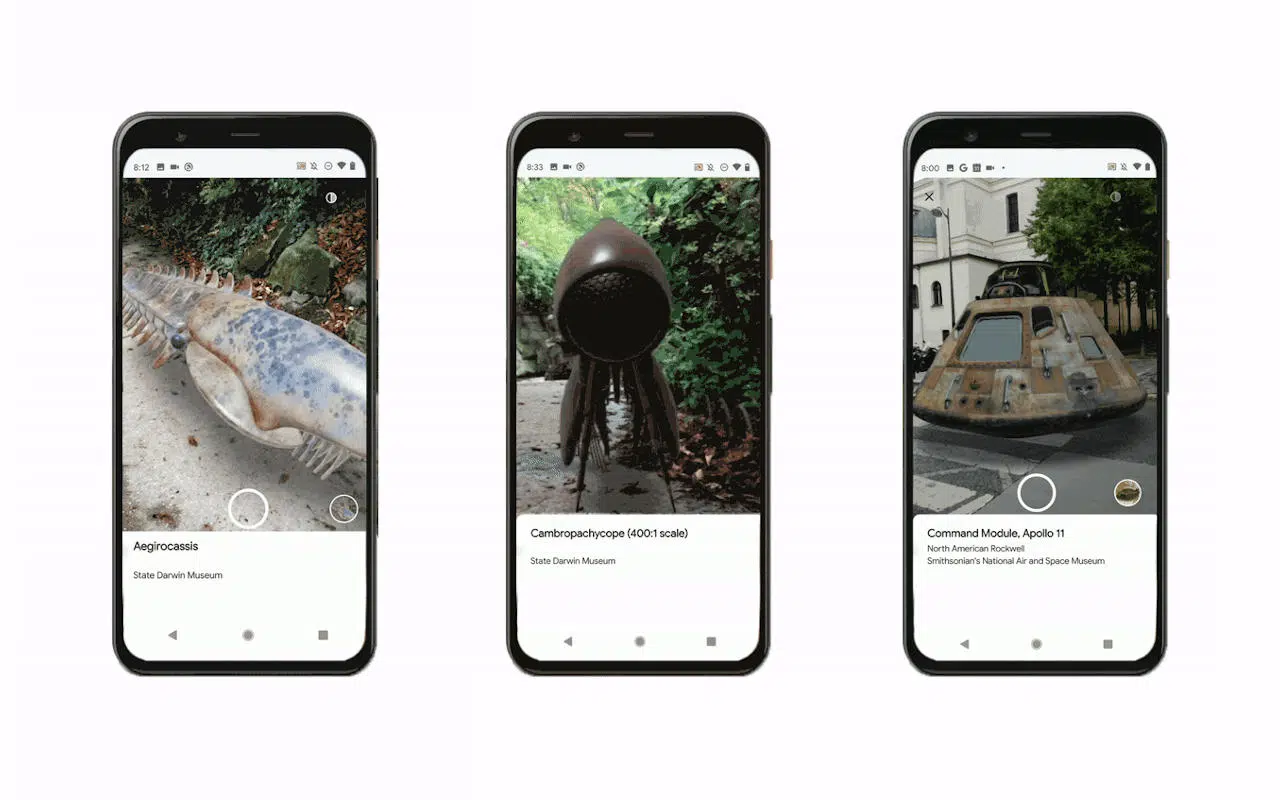 8:12
Aegirocassis
State Darwin Museum
8:33
Cambropachycope (400:1 scale)
State Darwin Museum
8:00
Command Module, Apollo 11
North American Rockwell
Smithsonian's National Air and Space Museum